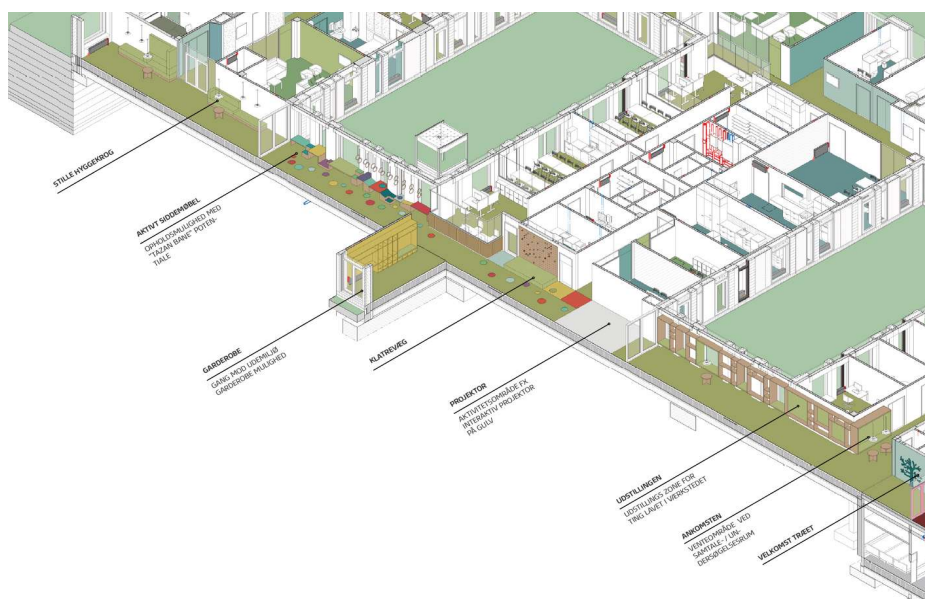 STILLE HYGGEKROG
AKTIVT SIDDEMØBEL
OPHOLDSMULIGHED MED
"TAZAN BANE" POTEN-
TIALE
GARDEROBE
GANG MOD UDEMILJØ
GARDEROBE MULIGHED
KLATREVÆG
PROJEKTOR
AKTIVITETSOMRÅDE FX
INTERAKTIV PROJEKTOR
PÅ GULV
UDSTILLINGEN
UDSTILLINGS ZONE FOR
TING LAVET I VÆRKSTEDET
ANKOMSTEN
VENTEOMRÅDE VED
SAMTALE- / UN-
DERSØGELSESRUM
VELKOMST TRÆET